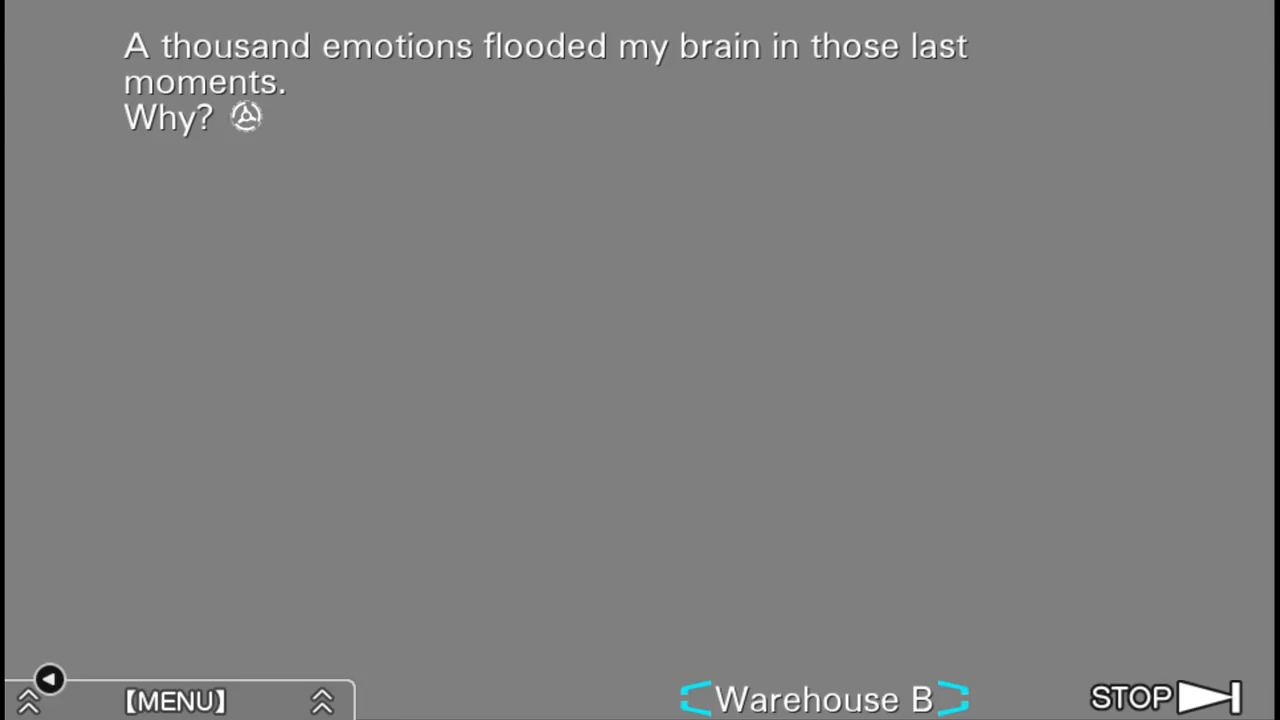 A thousand emotions flooded my brain in those last
moments.
Why?
【MENU】
Warehouse B
STOP